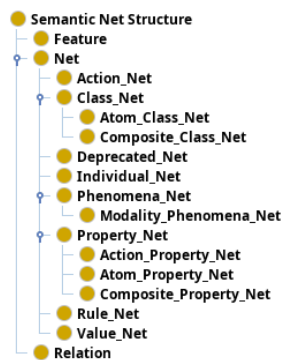 Semantic Net Structure
Feature
Net
Action_Net
Class_Net
Atom_Class_Net
Composite_Class_Net
Deprecated_Net
Individual_Net
Phenomena_Net
Modality_Phenomena_Net
Property_Net
Action_Property_Net
Atom_Property_Net
Composite_Property_Net
Rule_Net
Value_Net
Relation